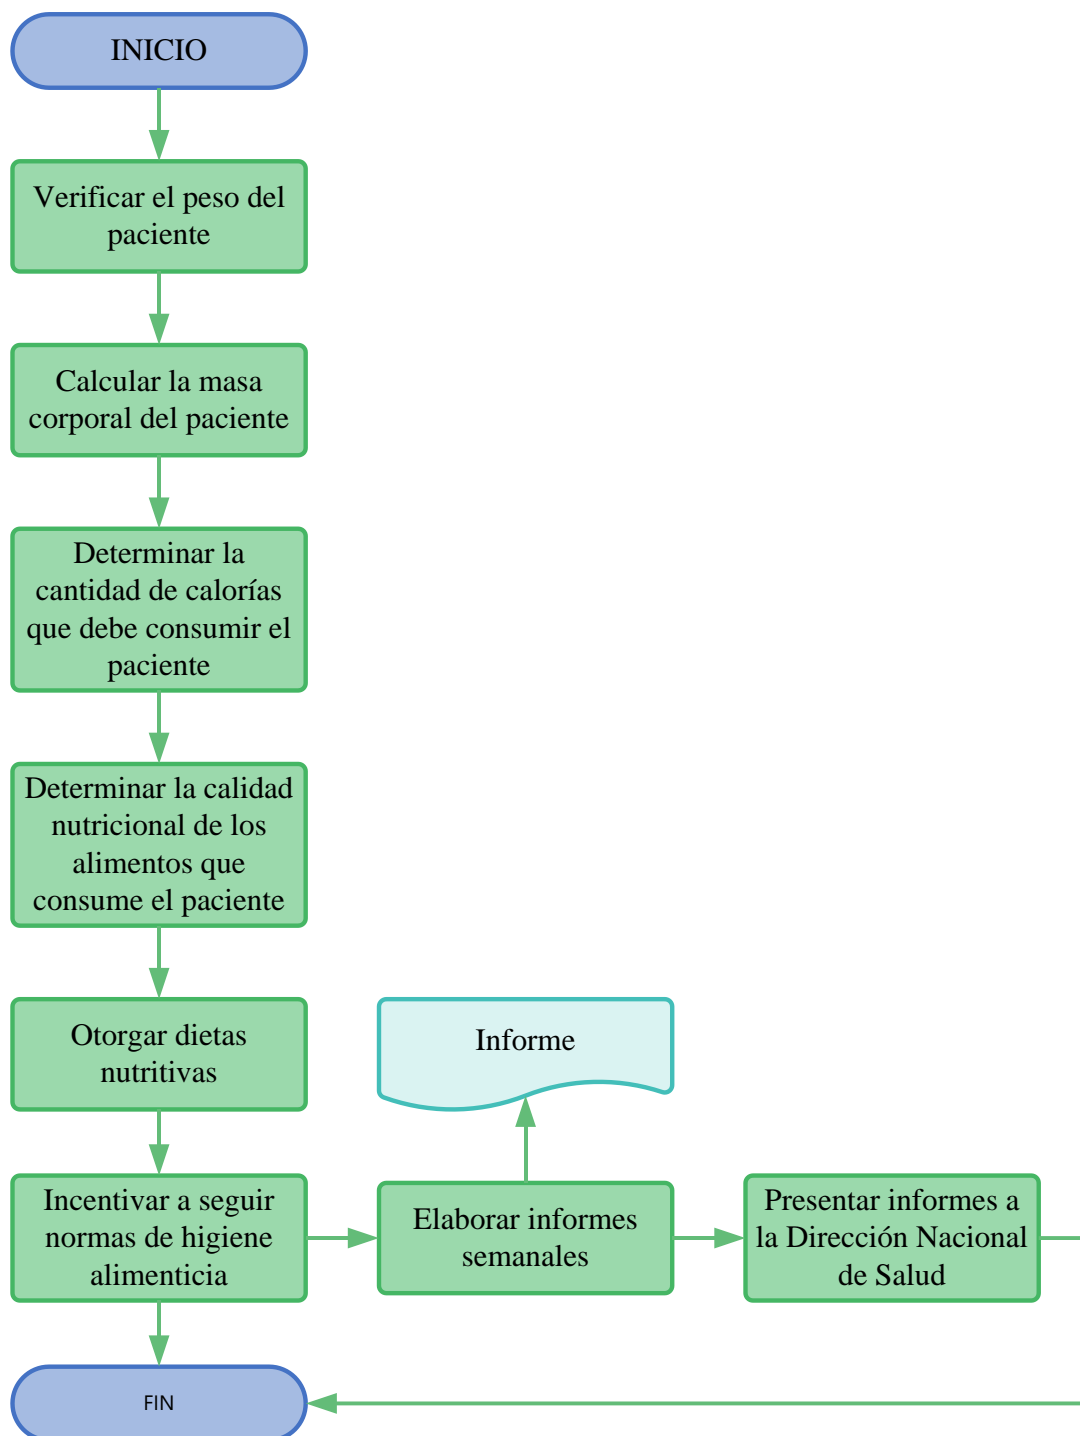 INICIO
Verificar el peso del
paciente
Calcular la masa
corporal del paciente
Determinar la
cantidad de calorías
que debe consumir el
paciente
Determinar la calidad
nutricional de los
alimentos que
consume el paciente
Otorgar dietas
nutritivas
Informe
Incentivar a seguir
normas de higiene
alimenticia
Elaborar informes
semanales
Presentar informes a
la Dirección Nacional
de Salud
FIN